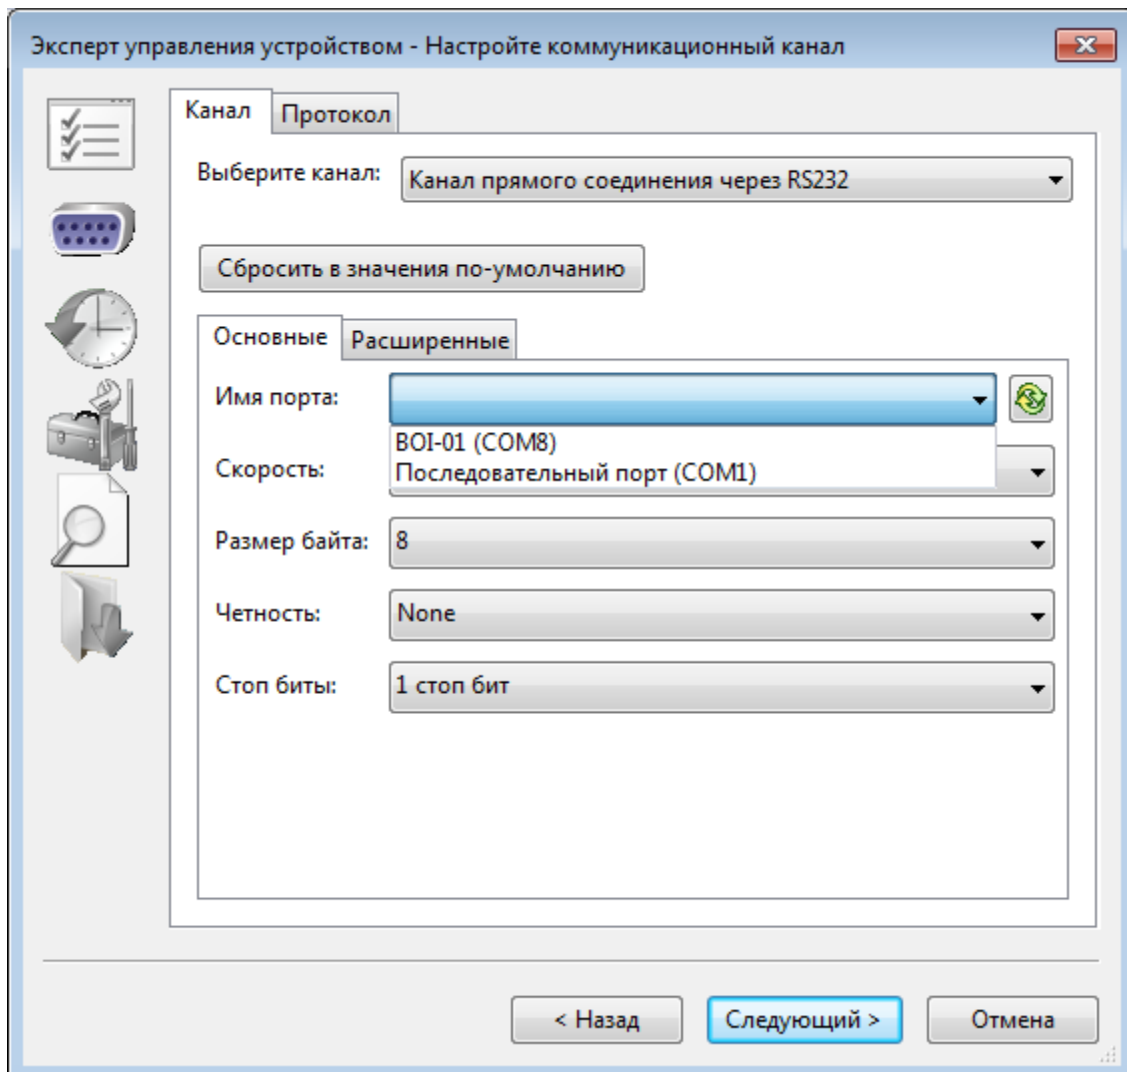 Эксперт управления устройством - Настройте коммуникационный канал
Канал
Протокол
Выберите канал:
Канал прямого соединения через RS232
Сбросить в значения по-умолчанию
Основные
Расширенные
Имя порта:
BOI-01 (COM8)
Последовательный порт (COM1)
Скорость:
Размер байта:
8
Четность:
None
Стоп биты:
1 стоп бит
< Назад
Следующий >
Отмена